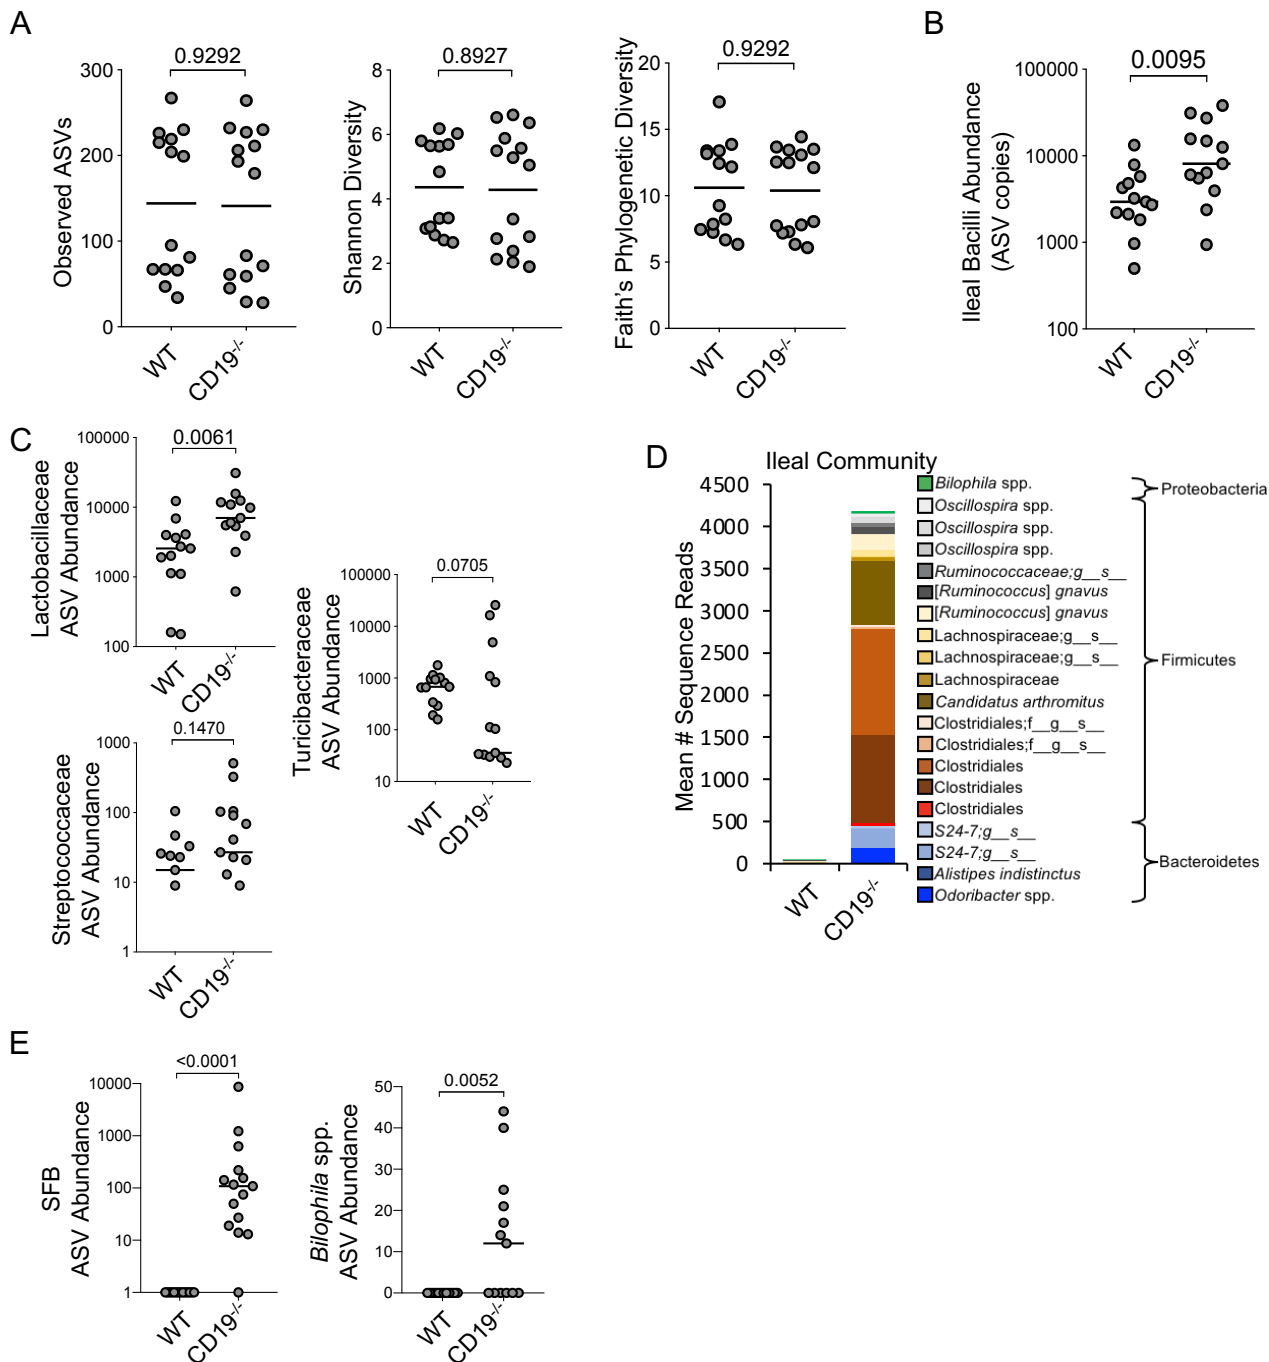 A
0.9292
300
200
100
0
Observed ASVs
WT
CD19-/-
0.8927
8
6
4
2
0
Shannon Diversity
WT
CD19-/-
0.9292
20
15
10
5
0
Faith's Phylogenetic Diversity
WT
CD19-/-
B
0.0095
100000
10000
1000
100
Ileal Bacilli Abundance
(ASV copies)
WT
CD19-/-
C
0.0061
100000
10000
1000
100
Lactobacillaceae
ASV Abundance
WT
CD19-/-
0.1470
1000
100
10
1
Streptococcaceae
ASV Abundance
WT
CD19-/-
0.0705
100000
10000
1000
100
10
Turicibacteraceae
ASV Abundance
WT
CD19-/-
D
Ileal Community
4500
4000
3500
3000
2500
2000
1500
1000
500
0
Mean # Sequence Reads
WT
CD19-/-
Bilophila spp.
Oscillospira spp.
Oscillospira spp.
Oscillospira spp.
Ruminococcaceae;g__s__
[Ruminococcus] gnavus
[Ruminococcus] gnavus
Lachnospiraceae;g__s__
Lachnospiraceae;g__s__
Lachnospiraceae
Candidatus arthromitus
Clostridiales;f__g__s__
Clostridiales;f__g__s__
Clostridiales
Clostridiales
Clostridiales
S24-7;g__s__
S24-7;g__s__
Alistipes indistinctus
Odoribacter spp.
Proteobacteria
Firmicutes
Bacteroidetes
E
<0.0001
10000
1000
100
10
1
SFB
ASV Abundance
WT
CD19-/-
0.0052
50
40
30
20
10
0
Bilophila spp.
ASV Abundance
WT
CD19-/-